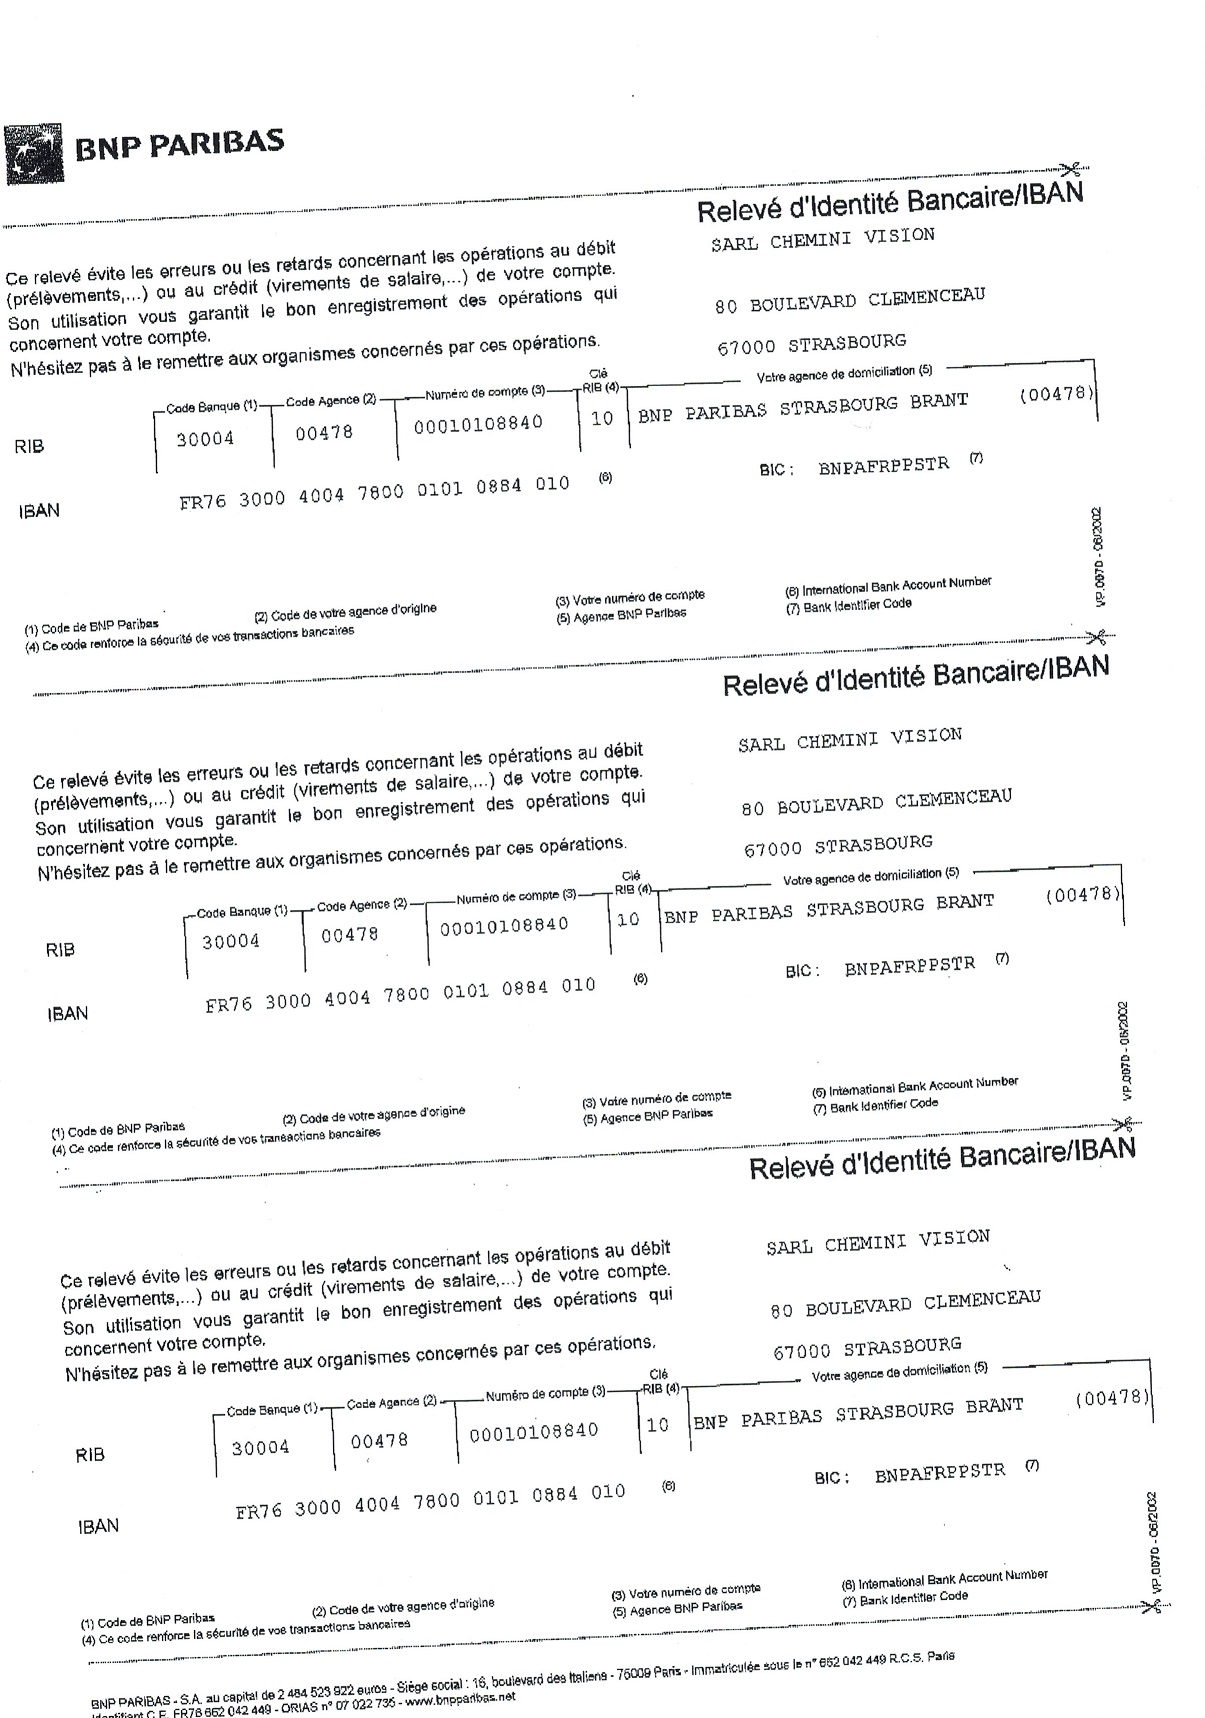 BNP PARIBAS
Relevé d'Identité Bancaire/IBAN
SARL CHEMINI VISION
Ce relevé évite les erreurs ou les retards concernant les opérations au débit
(prélèvements,...) ou au crédit (virements de salaire,...) de votre compte.
Son utilisation vous garantit le bon enregistrement des opérations qui
concernent votre compte.
N'hésitez pas à le remettre aux organismes concernés par ces opérations.
80 BOULEVARD CLEMENCEAU
67000 STRASBOURG
Code Banque (1) Code Agence (2) Numéro de compte (3) Clé RIB (4) Votre agence de domiciliation (5)
RIB 30004 00478 00010108840 10 BNP PARIBAS STRASBOURG BRANT (00478)
IBAN FR76 3000 4004 7800 0101 0884 010 (6) BIC : BNPAFRPPSTR (7)
(1) Code de BNP Paribas (2) Code de votre agence d'origine (3) Votre numéro de compte (6) International Bank Account Number
(4) Ce code renforce la sécurité de vos transactions bancaires (5) Agence BNP Paribas (7) Bank Identifier Code
VP.0070 - 06/2002
Relevé d'Identité Bancaire/IBAN
SARL CHEMINI VISION
Ce relevé évite les erreurs ou les retards concernant les opérations au débit
(prélèvements,...) ou au crédit (virements de salaire,...) de votre compte.
Son utilisation vous garantit le bon enregistrement des opérations qui
concernent votre compte.
N'hésitez pas à le remettre aux organismes concernés par ces opérations.
80 BOULEVARD CLEMENCEAU
67000 STRASBOURG
Code Banque (1) Code Agence (2) Numéro de compte (3) Clé RIB (4) Votre agence de domiciliation (5)
RIB 30004 00478 00010108840 10 BNP PARIBAS STRASBOURG BRANT (00478)
IBAN FR76 3000 4004 7800 0101 0884 010 (6) BIC : BNPAFRPPSTR (7)
(1) Code de BNP Paribas (2) Code de votre agence d'origine (3) Votre numéro de compte (6) International Bank Account Number
(4) Ce code renforce la sécurité de vos transactions bancaires (5) Agence BNP Paribas (7) Bank Identifier Code
VP.0070 - 06/2002
Relevé d'Identité Bancaire/IBAN
SARL CHEMINI VISION
Ce relevé évite les erreurs ou les retards concernant les opérations au débit
(prélèvements,...) ou au crédit (virements de salaire,...) de votre compte.
Son utilisation vous garantit le bon enregistrement des opérations qui
concernent votre compte.
N'hésitez pas à le remettre aux organismes concernés par ces opérations.
80 BOULEVARD CLEMENCEAU
67000 STRASBOURG
Code Banque (1) Code Agence (2) Numéro de compte (3) Clé RIB (4) Votre agence de domiciliation (5)
RIB 30004 00478 00010108840 10 BNP PARIBAS STRASBOURG BRANT (00478)
IBAN FR76 3000 4004 7800 0101 0884 010 (6) BIC : BNPAFRPPSTR (7)
(1) Code de BNP Paribas (2) Code de votre agence d'origine (3) Votre numéro de compte (6) International Bank Account Number
(4) Ce code renforce la sécurité de vos transactions bancaires (5) Agence BNP Paribas (7) Bank Identifier Code
VP.0070 - 06/2002
BNP PARIBAS - S.A. au capital de 2 484 523 922 euros - Siège social : 16, boulevard des Italiens - 75009 Paris - Immatriculée sous le n° 662 042 449 R.C.S. Paris
Identifiant C.E. FR76 662 042 449 - ORIAS n° 07 022 735 - www.bnpparibas.net